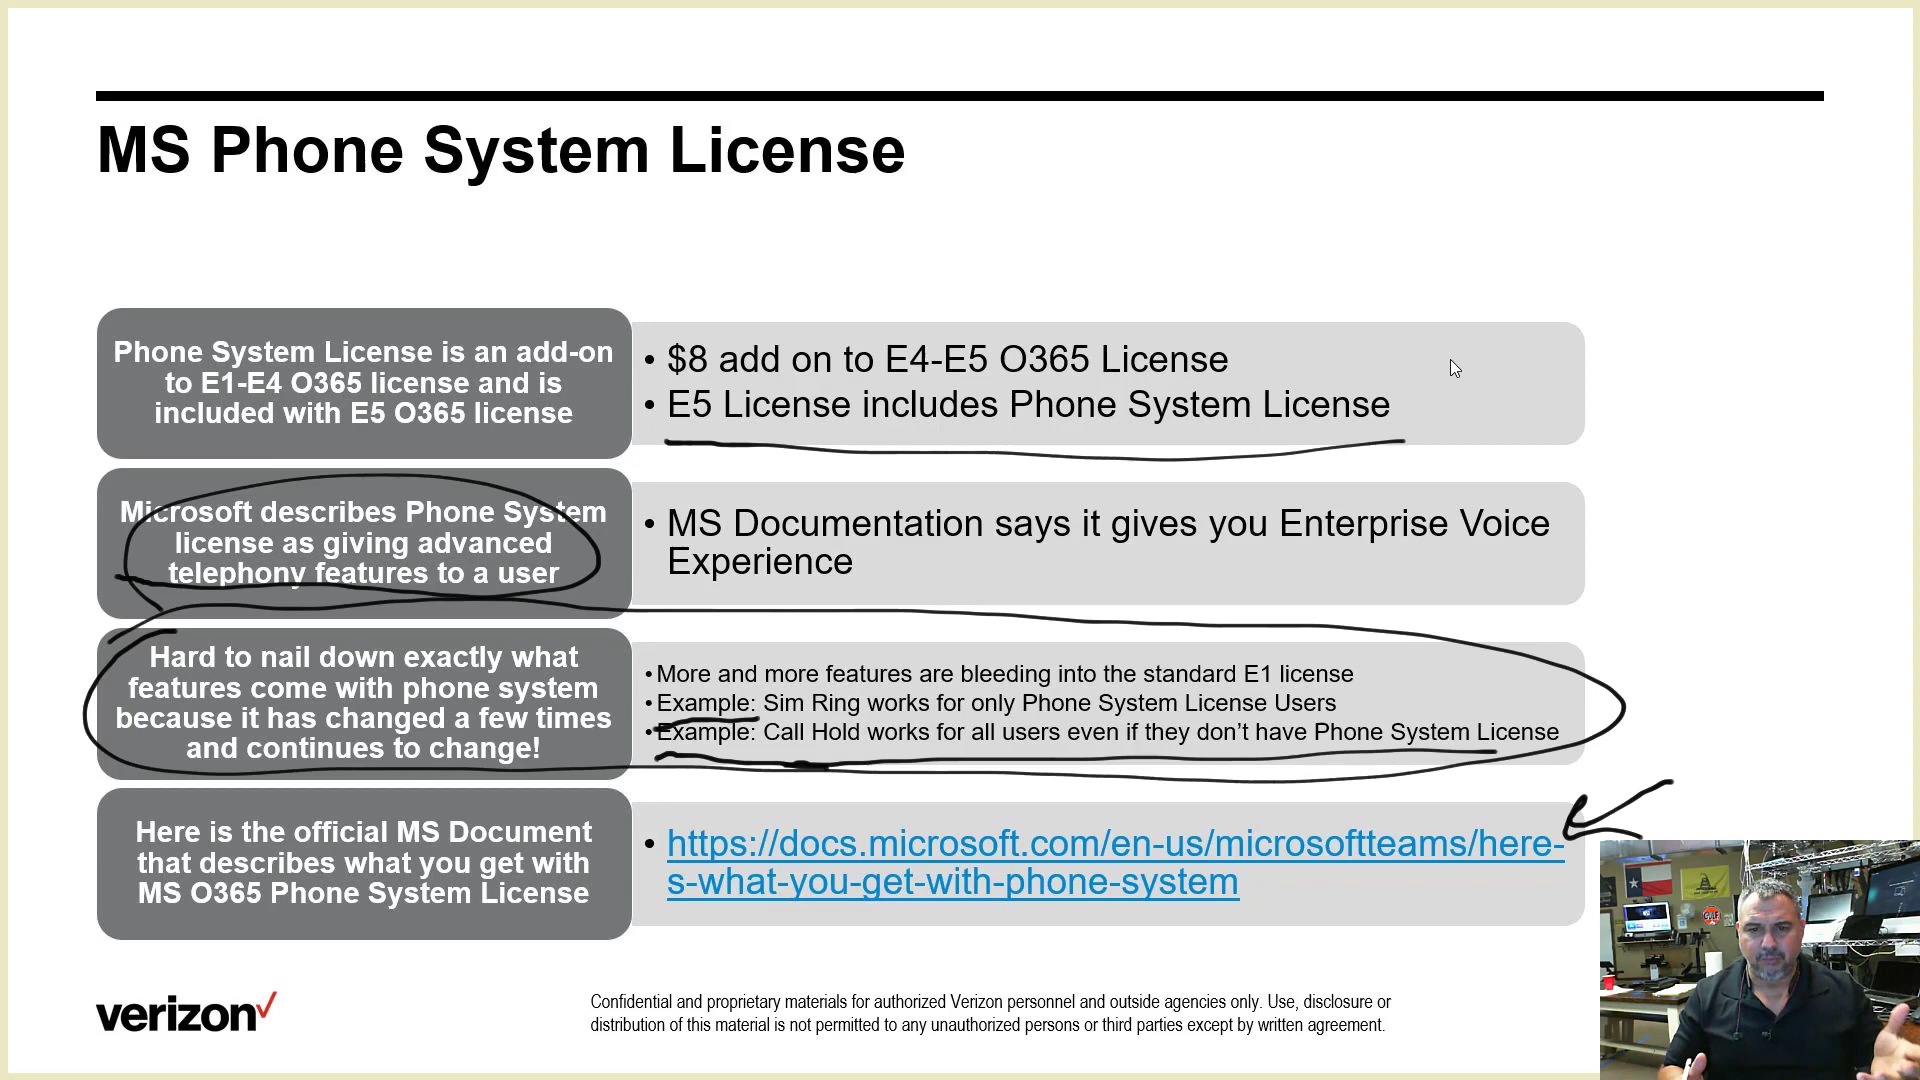 MS Phone System License
Phone System License is an add-on
to E1-E4 O365 license and is
included with E5 O365 license
• $8 add on to E4-E5 O365 License
• E5 License includes Phone System License
Microsoft describes Phone System
license as giving advanced
telephony features to a user
• MS Documentation says it gives you Enterprise Voice
Experience
Hard to nail down exactly what
features come with phone system
because it has changed a few times
and continues to change!
• More and more features are bleeding into the standard E1 license
• Example: Sim Ring works for only Phone System License Users
• Example: Call Hold works for all users even if they don’t have Phone System License
Here is the official MS Document
that describes what you get with
MS O365 Phone System License
• https://docs.microsoft.com/en-us/microsoftteams/here-
s-what-you-get-with-phone-system
verizon
Confidential and proprietary materials for authorized Verizon personnel and outside agencies only. Use, disclosure or
distribution of this material is not permitted to any unauthorized persons or third parties except by written agreement.
GULF